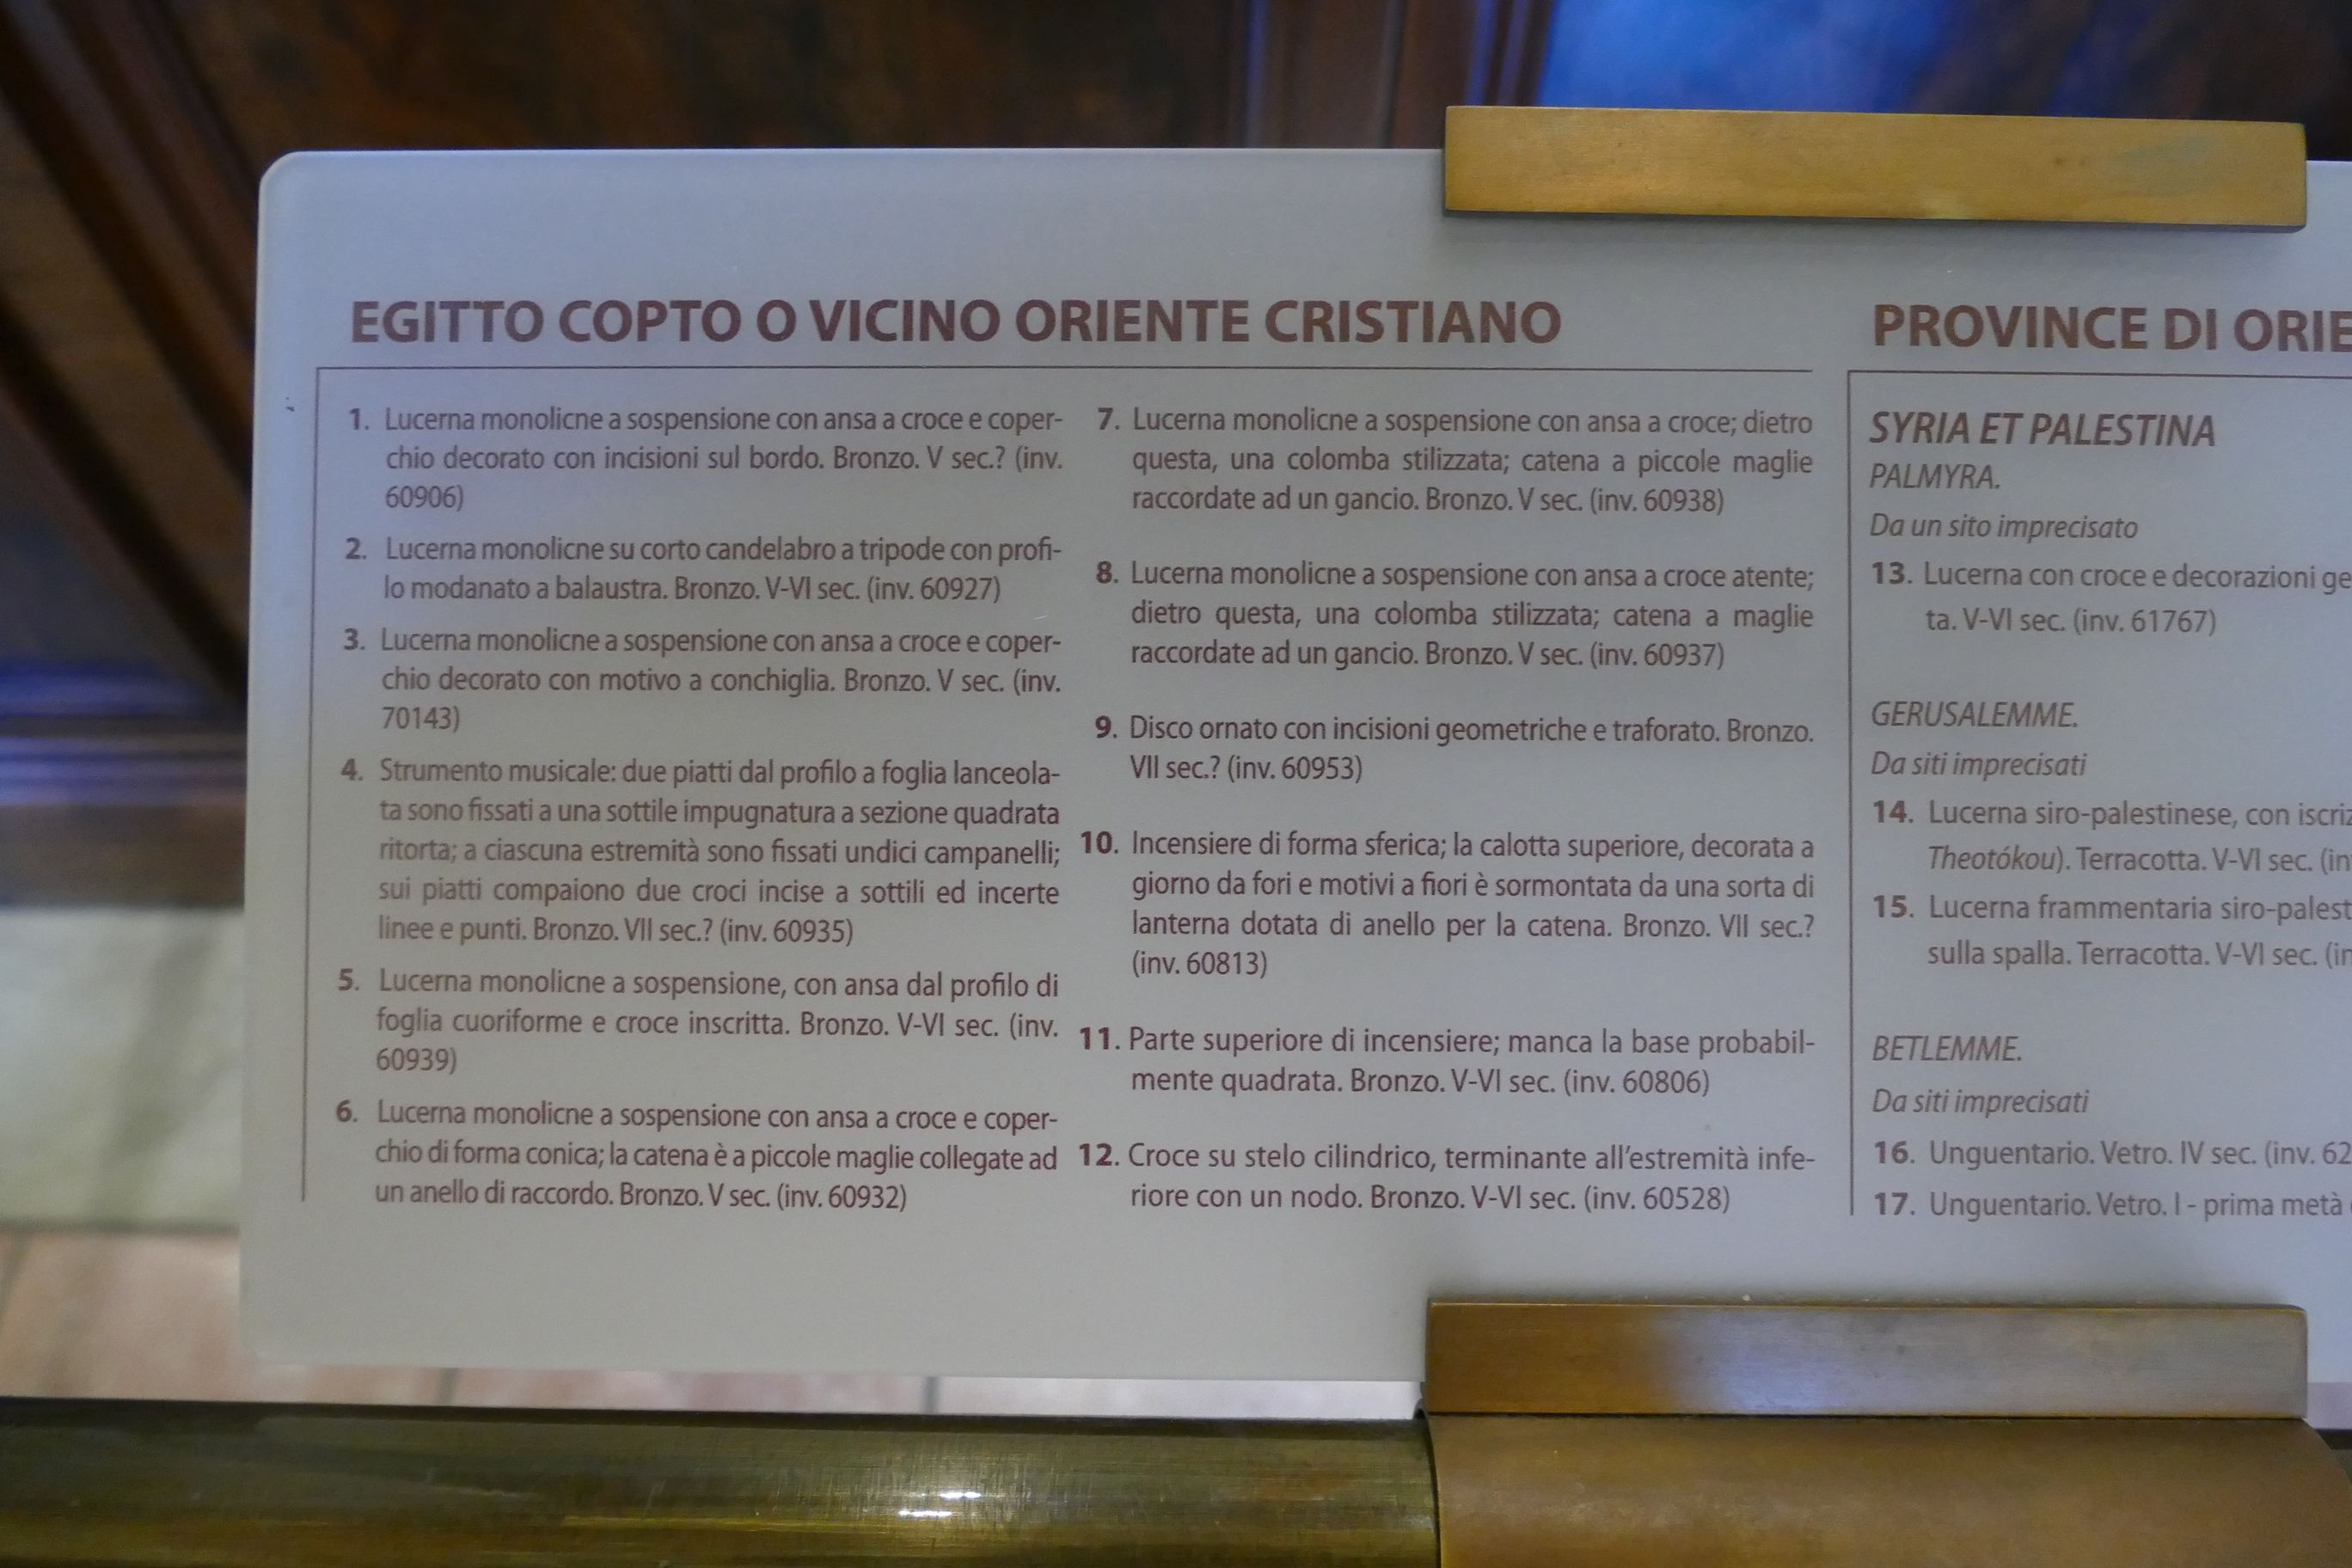 EGITTO COPTO O VICINO ORIENTE CRISTIANO
1. Lucerna monolicne a sospensione con ansa a croce e coper-
chio decorato con incisioni sul bordo. Bronzo. V sec.? (inv.
60906)
2. Lucerna monolicne su corto candelabro a tripode con profi-
lo modanato a balaustra. Bronzo. V-VI sec. (inv. 60927)
3. Lucerna monolicne a sospensione con ansa a croce e coper-
chio decorato con motivo a conchiglia. Bronzo. V sec. (inv.
70143)
4. Strumento musicale: due piatti dal profilo a foglia lanceola-
ta sono fissati a una sottile impugnatura a sezione quadrata
ritorta; a ciascuna estremità sono fissati undici campanelli;
sui piatti compaiono due croci incise a sottili ed incerte
linee e punti. Bronzo. VII sec.? (inv. 60935)
5. Lucerna monolicne a sospensione, con ansa dal profilo di
foglia cuoriforme e croce inscritta. Bronzo. V-VI sec. (inv.
60939)
6. Lucerna monolicne a sospensione con ansa a croce e coper-
chio di forma conica; la catena è a piccole maglie collegate ad
un anello di raccordo. Bronzo. V sec. (inv. 60932)
7. Lucerna monolicne a sospensione con ansa a croce; dietro
questa, una colomba stilizzata; catena a piccole maglie
raccordate ad un gancio. Bronzo. V sec. (inv. 60938)
8. Lucerna monolicne a sospensione con ansa a croce atente;
dietro questa, una colomba stilizzata; catena a maglie
raccordate ad un gancio. Bronzo. V sec. (inv. 60937)
9. Disco ornato con incisioni geometriche e traforato. Bronzo.
VII sec.? (inv. 60953)
10. Incensiere di forma sferica; la calotta superiore, decorata a
giorno da fori e motivi a fiori è sormontata da una sorta di
lanterna dotata di anello per la catena. Bronzo. VII sec.?
(inv. 60813)
11. Parte superiore di incensiere; manca la base probabil-
mente quadrata. Bronzo. V-VI sec. (inv. 60806)
12. Croce su stelo cilindrico, terminante all'estremità infe-
riore con un nodo. Bronzo. V-VI sec. (inv. 60528)
PROVINCE DI ORIE
SYRIA ET PALESTINA
PALMYRA.
Da un sito imprecisato
13. Lucerna con croce e decorazioni ge
ta. V-VI sec. (inv. 61767)
GERUSALEMME.
Da siti imprecisati
14. Lucerna siro-palestinese, con iscriz
Theotókou). Terracotta. V-VI sec. (in
15. Lucerna frammentaria siro-palest
sulla spalla. Terracotta. V-VI sec. (in
BETLEMME.
Da siti imprecisati
16. Unguentario. Vetro. IV sec. (inv. 62
17. Unguentario. Vetro. I - prima metà